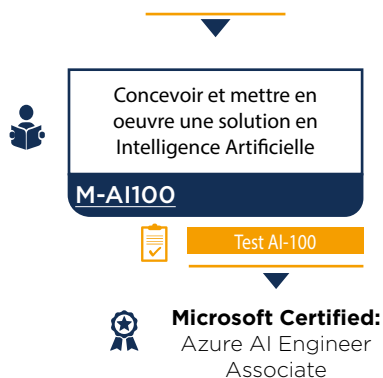 Concevoir et mettre en
oeuvre une solution en
Intelligence Artificielle
M-AI100
Test AI-100
Microsoft Certified:
Azure AI Engineer
Associate